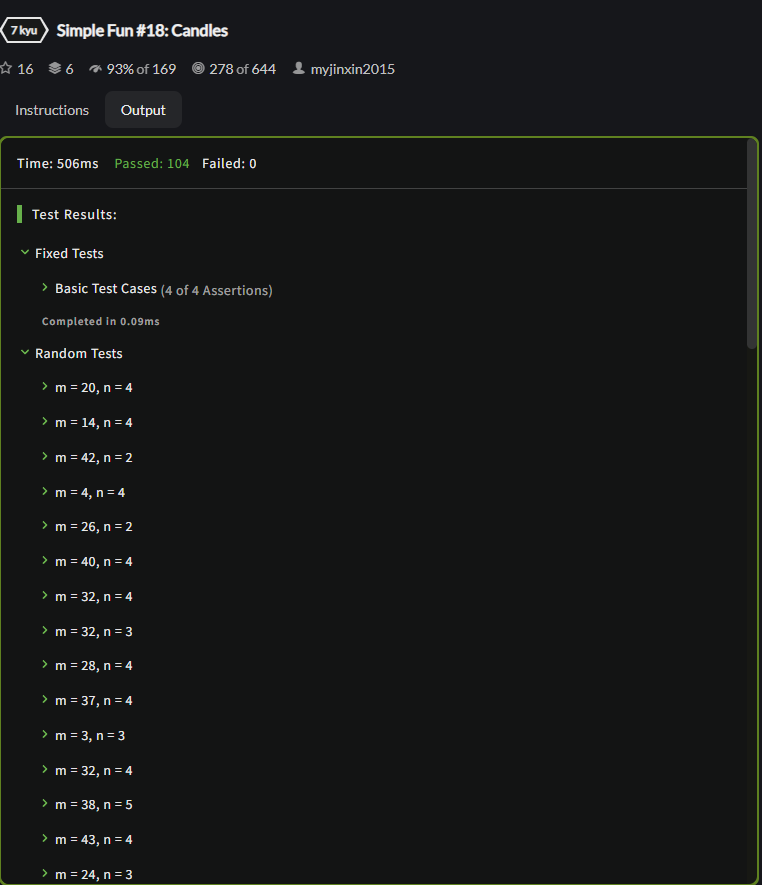 7 kyu Simple Fun #18: Candles
16 6 93% of 169 278 of 644 myjinxin2015
Instructions Output
Time: 506ms Passed: 104 Failed: 0
Test Results:
Fixed Tests
Basic Test Cases (4 of 4 Assertions)
Completed in 0.09ms
Random Tests
m = 20, n = 4
m = 14, n = 4
m = 42, n = 2
m = 4, n = 4
m = 26, n = 2
m = 40, n = 4
m = 32, n = 4
m = 32, n = 3
m = 28, n = 4
m = 37, n = 4
m = 3, n = 3
m = 32, n = 4
m = 38, n = 5
m = 43, n = 4
m = 24, n = 3